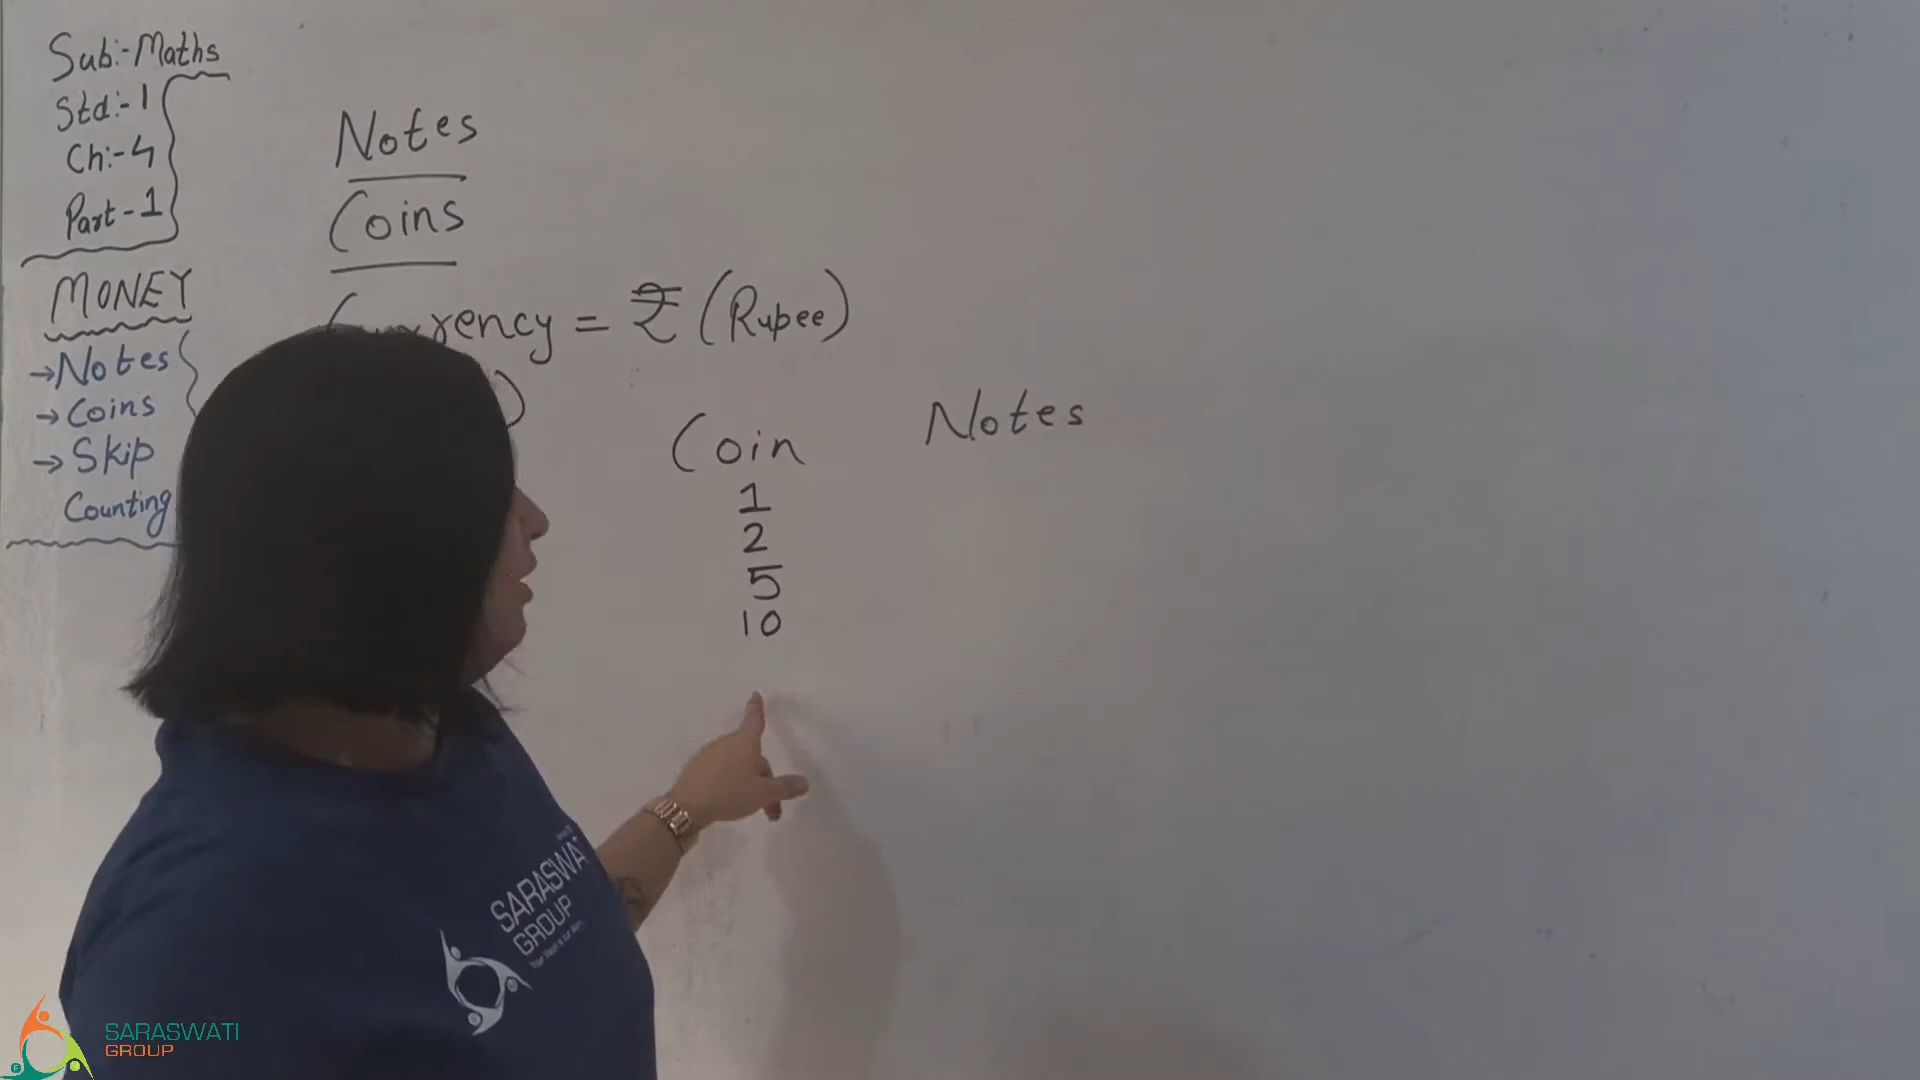 Sub:- Maths
Std:- 1
Ch:- 4
Part - 1
MONEY
→ Notes
→ Coins
→ Skip
Counting
Notes
Coins
Currency = ₹ (Rupee)
Coin
1
2
5
10
Notes
SARASWATI
GROUP
SARASWATI
GROUP